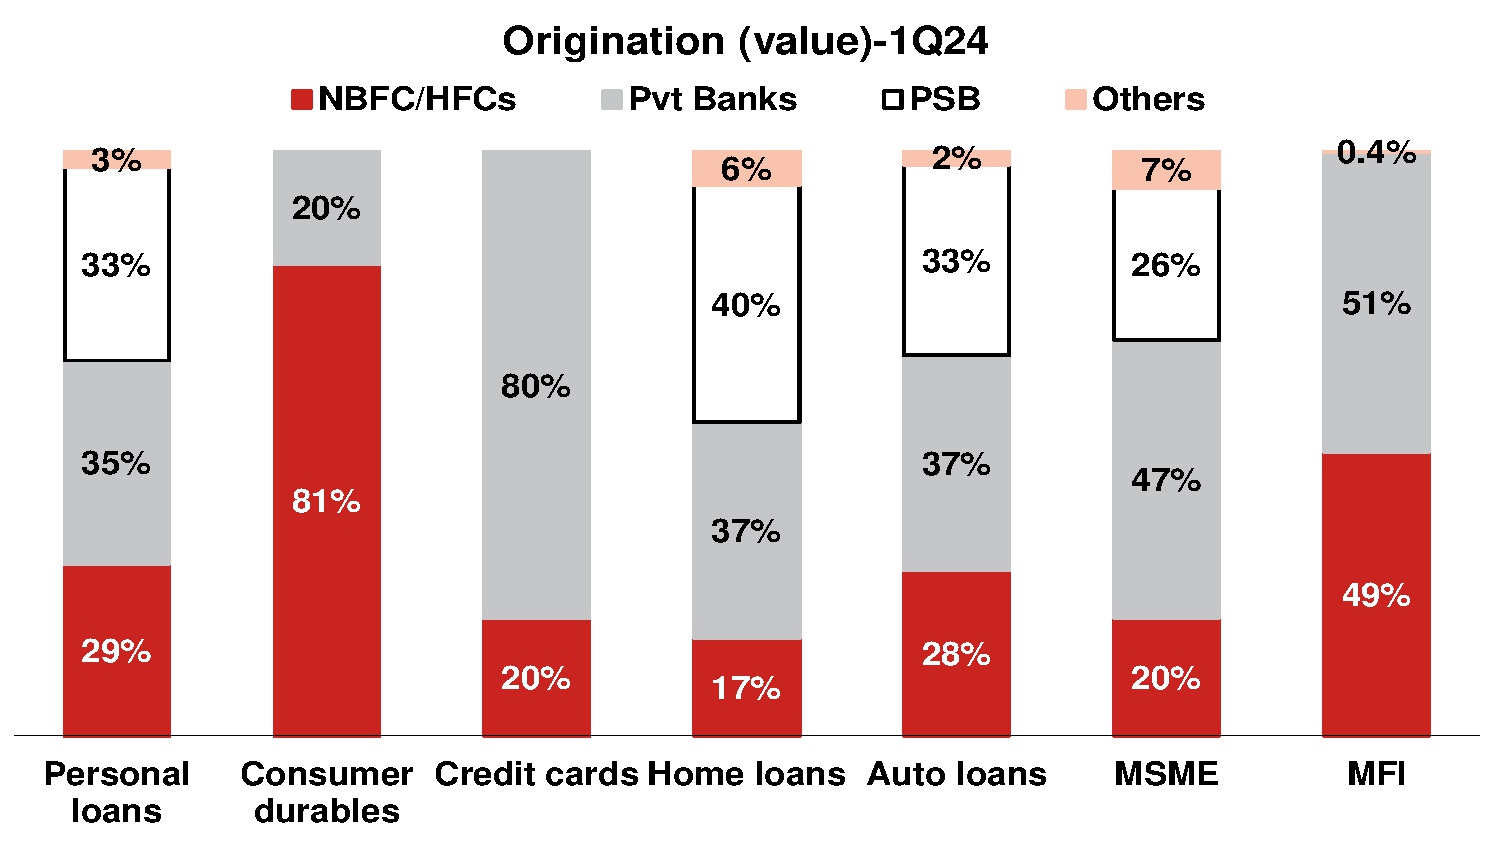 Origination (value)-1Q24
NBFC/HFCs Pvt Banks PSB Others
3% 6% 2% 7% 0.4%
33% 20% 40% 33% 26% 51%
35% 80% 37% 37% 47%
29% 81% 20% 17% 28% 20% 49%
Personal loans
Consumer durables
Credit cards
Home loans
Auto loans
MSME
MFI